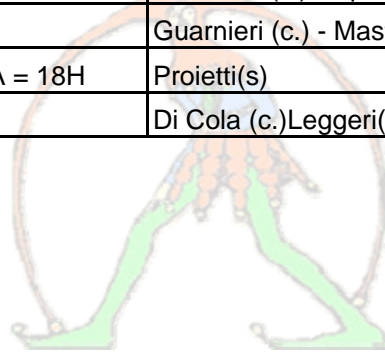 Guarnieri (c.) - Mas
= 18H Proietti(s)
Di Cola (c.)Leggeri(